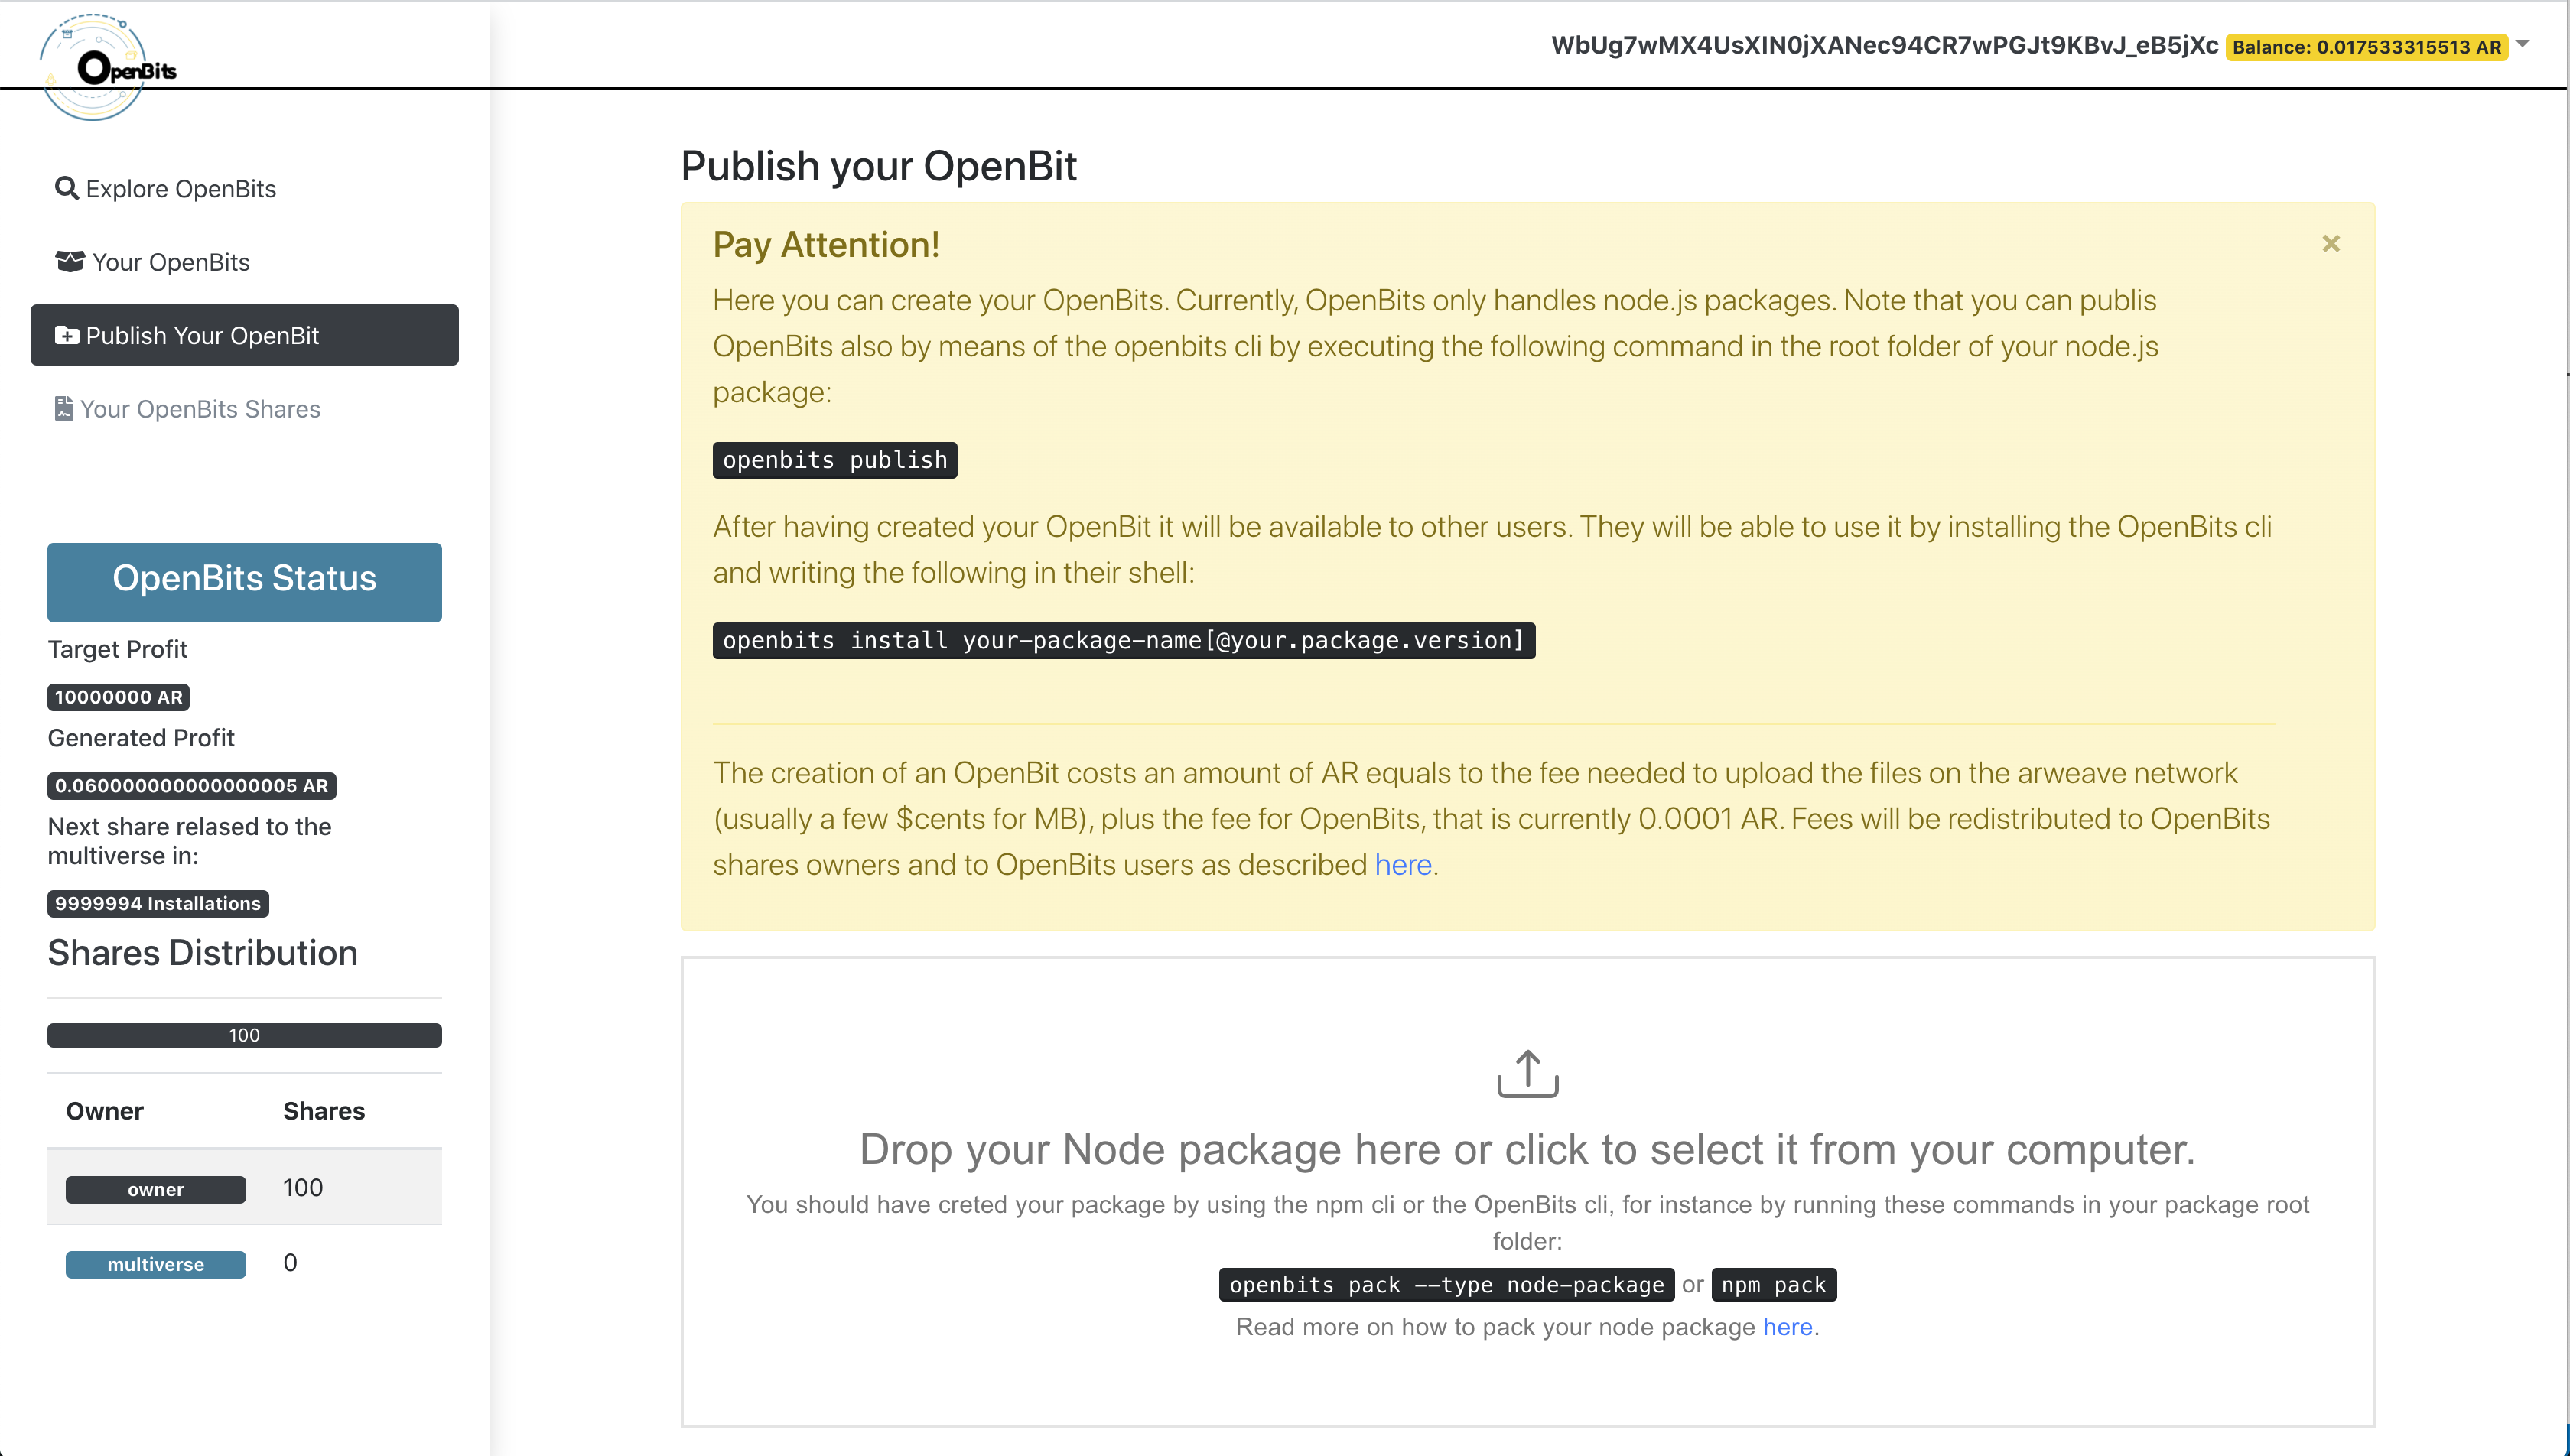 OpenBits
WbUg7wMX4UsXIN0jXANec94CR7wPGJt9KBvJ_eB5jXc Balance: 0.017533315513 AR
Explore OpenBits
Your OpenBits
Publish Your OpenBit
Your OpenBits Shares
OpenBits Status
Target Profit
10000000 AR
Generated Profit
0.060000000000000005 AR
Next share relased to the
multiverse in:
9999994 Installations
Shares Distribution
100
Owner Shares
owner 100
multiverse 0
Publish your OpenBit
Pay Attention!
×
Here you can create your OpenBits. Currently, OpenBits only handles node.js packages. Note that you can publis
OpenBits also by means of the openbits cli by executing the following command in the root folder of your node.js
package:
openbits publish
After having created your OpenBit it will be available to other users. They will be able to use it by installing the OpenBits cli
and writing the following in their shell:
openbits install your-package-name[@your.package.version]
The creation of an OpenBit costs an amount of AR equals to the fee needed to upload the files on the arweave network
(usually a few $cents for MB), plus the fee for OpenBits, that is currently 0.0001 AR. Fees will be redistributed to OpenBits
shares owners and to OpenBits users as described here.
Drop your Node package here or click to select it from your computer.
You should have creted your package by using the npm cli or the OpenBits cli, for instance by running these commands in your package root
folder:
openbits pack --type node-package or npm pack
Read more on how to pack your node package here.